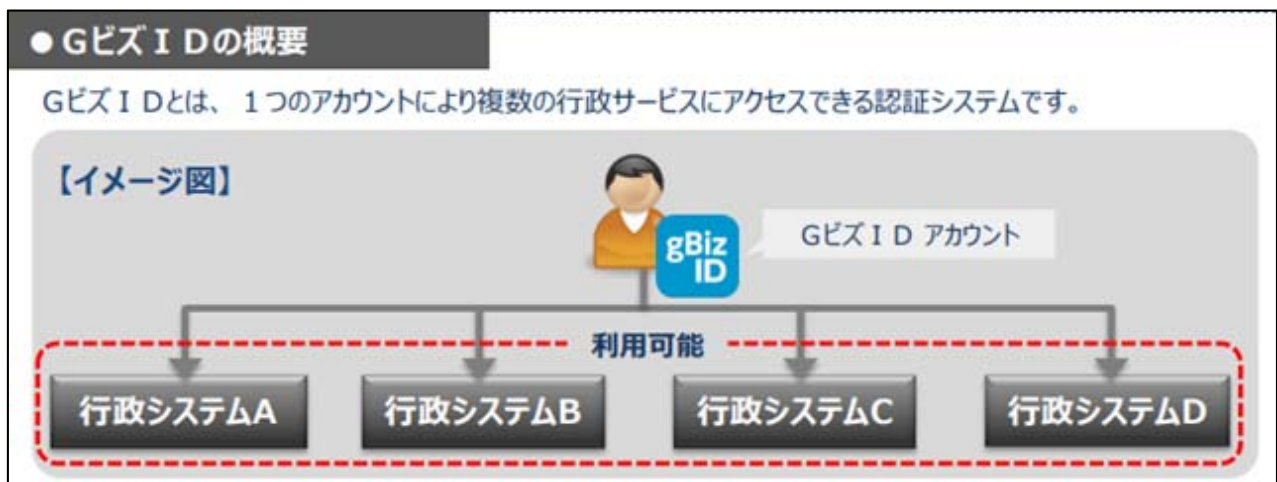 ●GビズＩＤの概要
GビズＩＤとは、１つのアカウントにより複数の行政サービスにアクセスできる認証システムです。
【イメージ図】
gBiz
ID
GビズＩＤ アカウント
利用可能
行政システムA
行政システムB
行政システムC
行政システムD